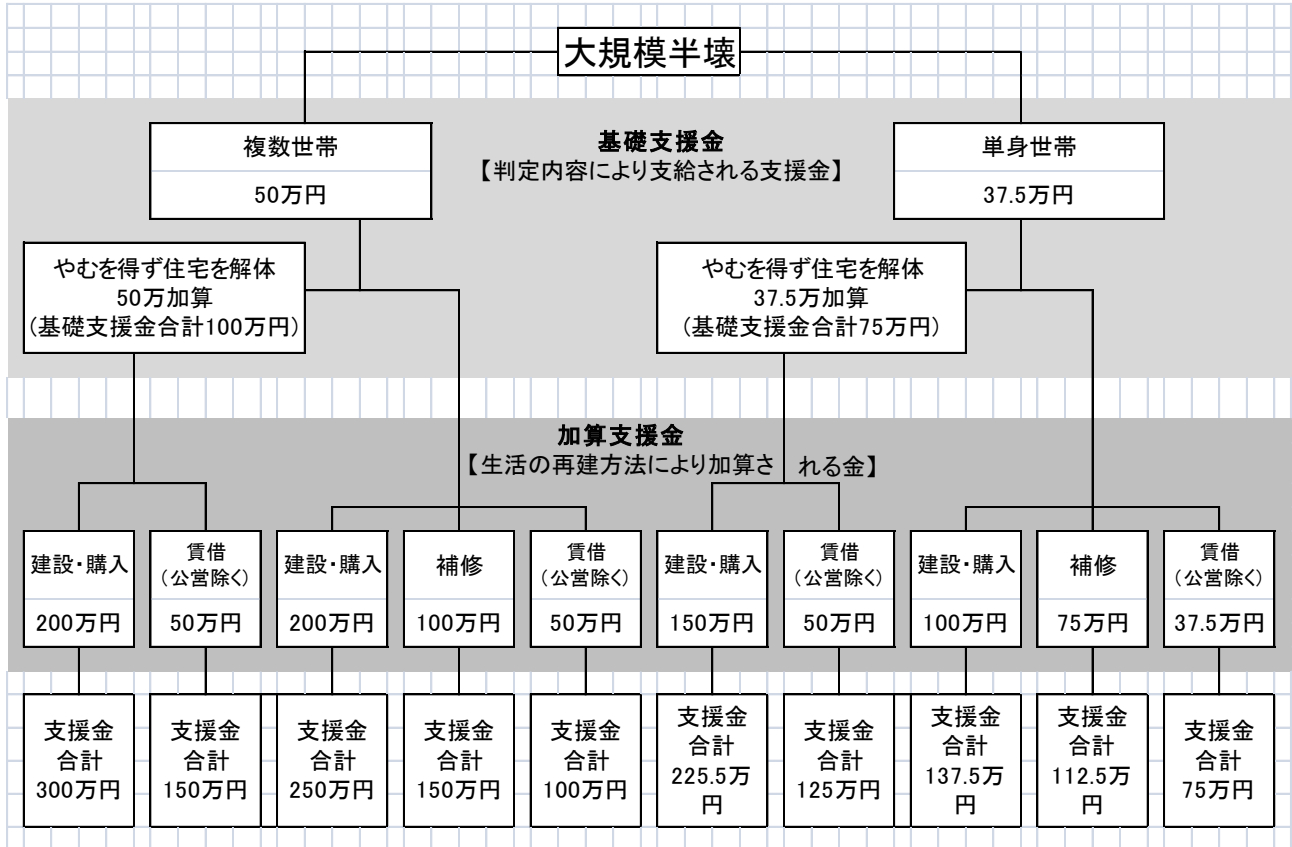 大規模半壊
基礎支援金
【判定内容により支給される支援金】
複数世帯
50万円
単身世帯
37.5万円
やむを得ず住宅を解体
50万加算
(基礎支援金合計100万円)
やむを得ず住宅を解体
37.5万加算
(基礎支援金合計75万円)
加算支援金
【生活の再建方法により加算さ れる金】
建設・購入
200万円
賃借
(公営除く)
50万円
建設・購入
200万円
補修
100万円
賃借
(公営除く)
50万円
建設・購入
150万円
賃借
(公営除く)
50万円
建設・購入
100万円
補修
75万円
賃借
(公営除く)
37.5万円
支援金
合計
300万円
支援金
合計
150万円
支援金
合計
250万円
支援金
合計
150万円
支援金
合計
100万円
支援金
合計
225.5万
円
支援金
合計
125万円
支援金
合計
137.5万
円
支援金
合計
112.5万
円
支援金
合計
75万円